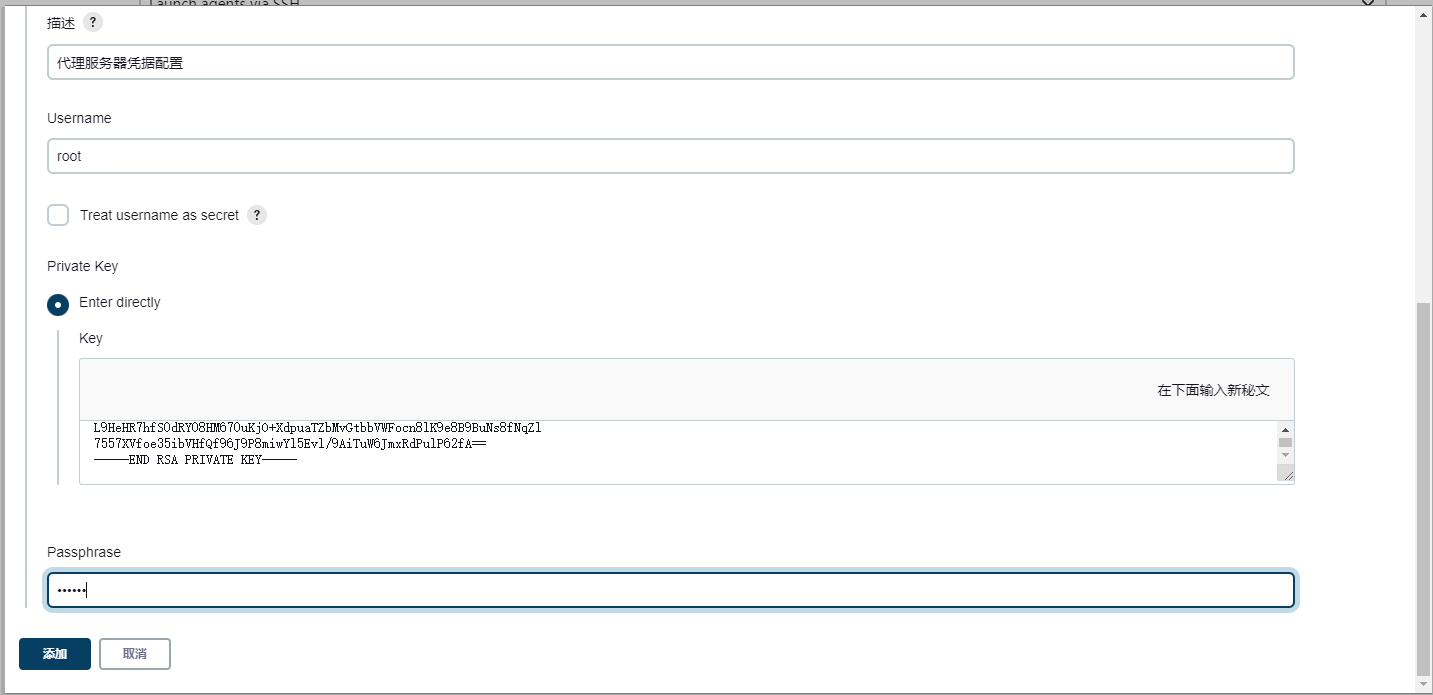 Launch agents via SSH
描述 ?
代理服务器凭据配置
Username
root
Treat username as secret ?
Private Key
Enter directly
Key
在下面输入新秘文
L9HeHR7hfSOdRYO8HM670uKjO+XdpuaTZbMvGtbbVWFocn8lK9e8B9BuNs8fNqZl
7557XVfoe35ibVHfQf96J9P8miwYl5Evl/9AiTuW6JmxRdPulP62fA==
-----END RSA PRIVATE KEY-----
Passphrase
••••••
添加
取消